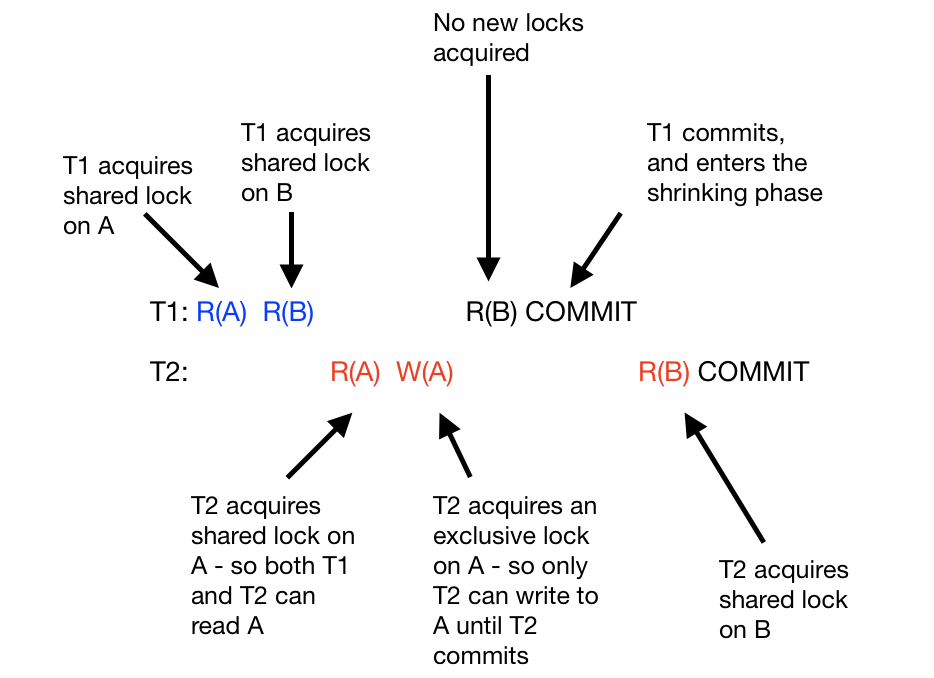 No new locks
acquired
T1 acquires
shared lock
on B
T1 commits,
and enters the
shrinking phase
T1 acquires
shared lock
on A
T1: R(A) R(B) R(B) COMMIT
T2: R(A) W(A) R(B) COMMIT
T2 acquires
shared lock on
A - so both T1
and T2 can
read A
T2 acquires an
exclusive lock
on A - so only
T2 can write to
A until T2
commits
T2 acquires
shared lock
on B